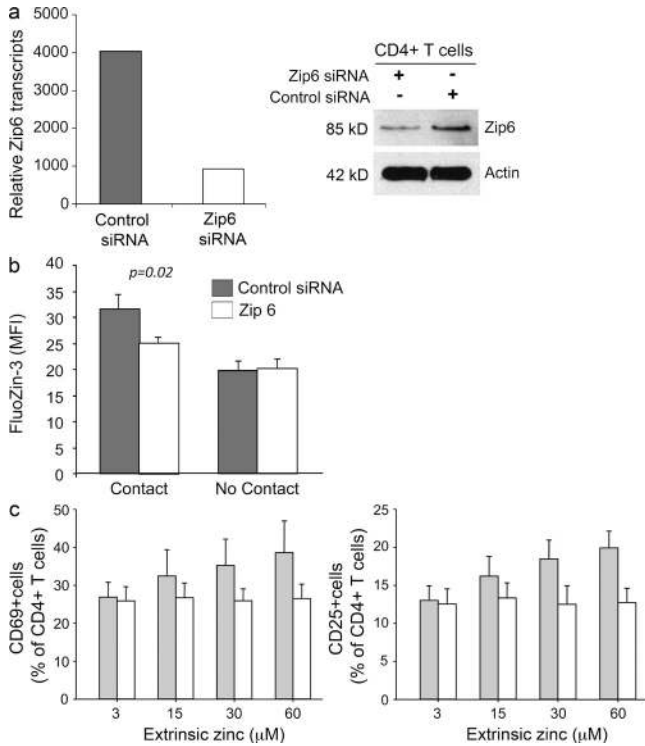 a
Relative Zip6 transcripts
5000
4000
3000
2000
1000
0
Control
siRNA
Zip6
siRNA
CD4+ T cells
Zip6 siRNA + -
Control siRNA - +
85 kD Zip6
42 kD Actin
b
FluoZin-3 (MFI)
40
35
30
25
20
15
10
5
0
p=0.02
Control siRNA
Zip 6
Contact No Contact
c
CD69+cells
(% of CD4+ T cells)
50
40
30
20
10
0
3 15 30 60
Extrinsic zinc (μM)
CD25+cells
(% of CD4+ T cells)
25
20
15
10
5
0
3 15 30 60
Extrinsic zinc (μM)